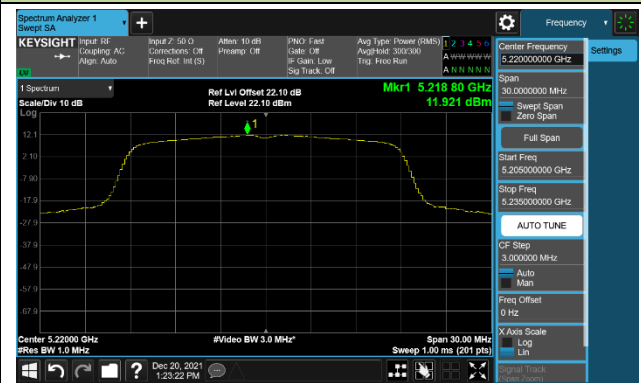 Spectrum Analyzer 1
Swept SA
Frequency
KEYSIGHT
Input: RF
Coupling: AC
Align: Auto
Input Z: 50 Ω
Corrections: Off
Freq Ref: Int (S)
Atten: 10 dB
Preamp: Off
PNO: Fast
Gate: Off
IF Gain: Low
Sig Track: Off
Avg Type: Power (RMS)
Avg|Hold: 300/300
Trig: Free Run
1 2 3 4 5 6
A W W W W W
A N N N N N
Center Frequency
5.220000000 GHz
Settings
Span
30.0000000 MHz
Swept Span
Zero Span
Full Span
Start Freq
5.205000000 GHz
Stop Freq
5.235000000 GHz
AUTO TUNE
CF Step
3.000000 MHz
Auto
Man
Freq Offset
0 Hz
X Axis Scale
Log
Lin
Signal Track
(Span Zoom)
1 Spectrum
Scale/Div 10 dB
Log
Ref Lvl Offset 22.10 dB
Ref Level 22.10 dBm
Mkr1 5.218 80 GHz
11.921 dBm
1
12.1
2.10
-7.90
-17.9
-27.9
-37.9
-47.9
-57.9
-67.9
Center 5.22000 GHz
#Res BW 1.0 MHz
#Video BW 3.0 MHz*
Span 30.00 MHz
Sweep 1.00 ms (201 pts)
Dec 20, 2021
1:23:22 PM